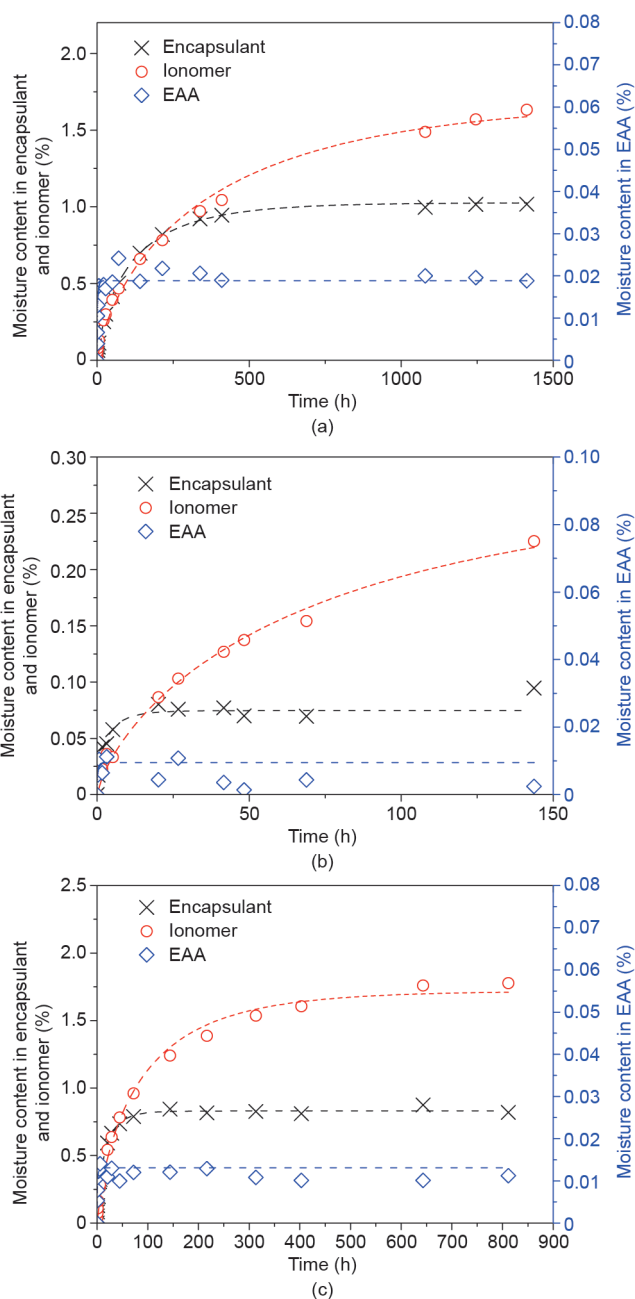 Moisture content in encapsulant
and ionomer (%)
2.0
1.5
1.0
0.5
0
Encapsulant
Ionomer
EAA
0.08
0.07
0.06
0.05
0.04
0.03
0.02
0.01
0
Moisture content in EAA (%)
0
500
1000
1500
Time (h)
(a)
Moisture content in encapsulant
and ionomer (%)
0.30
0.25
0.20
0.15
0.10
0.05
0
Encapsulant
Ionomer
EAA
0.10
0.08
0.06
0.04
0.02
0
Moisture content in EAA (%)
0
50
100
150
Time (h)
(b)
Moisture content in encapsulant
and ionomer (%)
2.5
2.0
1.5
1.0
0.5
0
Encapsulant
Ionomer
EAA
0.08
0.07
0.06
0.05
0.04
0.03
0.02
0.01
0
Moisture content in EAA (%)
0
100
200
300
400
500
600
700
800
900
Time (h)
(c)